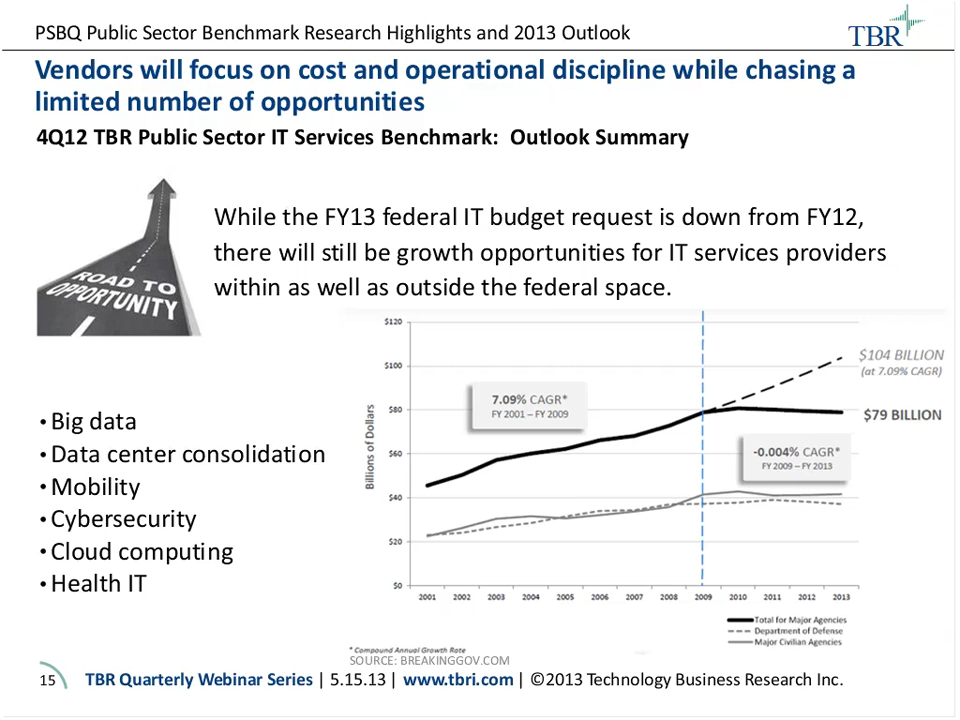 PSBQ Public Sector Benchmark Research Highlights and 2013 Outlook
TBR
Vendors will focus on cost and operational discipline while chasing a
limited number of opportunities
4Q12 TBR Public Sector IT Services Benchmark: Outlook Summary
ROAD TO
OPPORTUNITY
While the FY13 federal IT budget request is down from FY12,
there will still be growth opportunities for IT services providers
within as well as outside the federal space.
• Big data
• Data center consolidation
• Mobility
• Cybersecurity
• Cloud computing
• Health IT
Billions of Dollars
$120
$100
$80
$60
$40
$20
$0
7.09% CAGR*
FY 2001 – FY 2009
$104 BILLION
(at 7.09% CAGR)
$79 BILLION
-0.004% CAGR*
FY 2009 – FY 2013
2001 2002 2003 2004 2005 2006 2007 2008 2009 2010 2011 2012 2013
Total for Major Agencies
Department of Defense
Major Civilian Agencies
* Compound Annual Growth Rate
SOURCE: BREAKINGGOV.COM
15 TBR Quarterly Webinar Series | 5.15.13 | www.tbri.com | ©2013 Technology Business Research Inc.